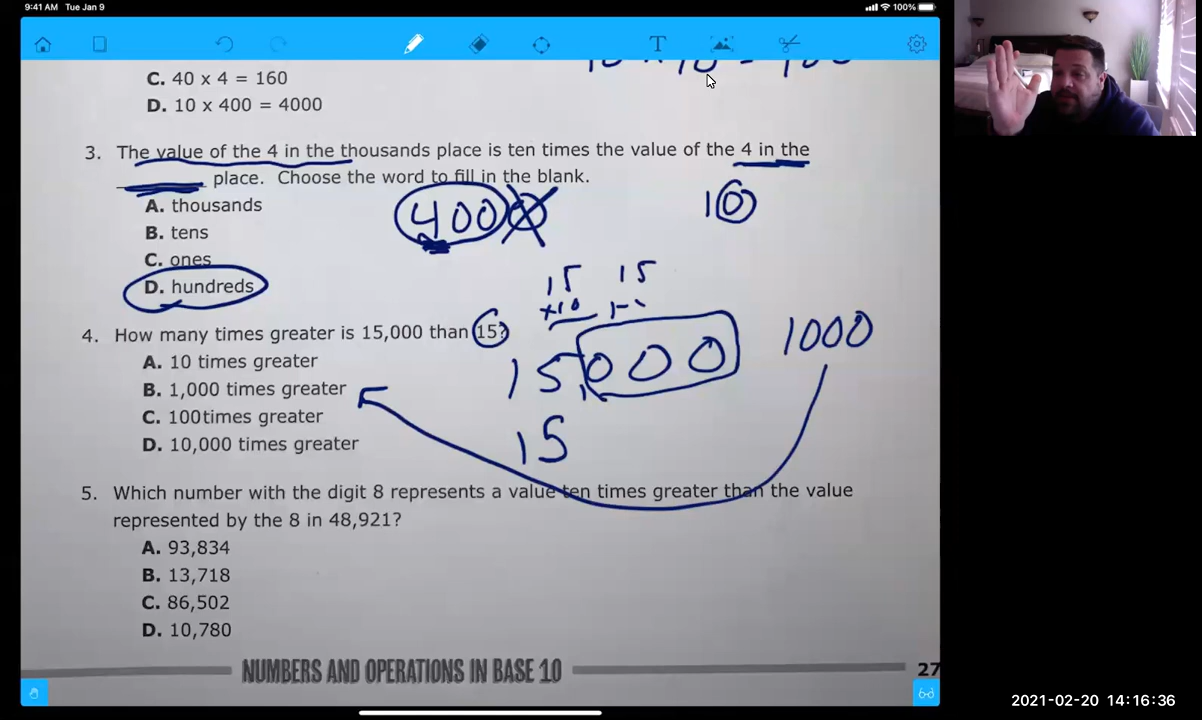 9:41 AM Tue Jan 9
100%
T
C. 40 x 4 = 160
D. 10 x 400 = 4000
3. The value of the 4 in the thousands place is ten times the value of the 4 in the
place. Choose the word to fill in the blank.
A. thousands
B. tens
C. ones
D. hundreds
4000
10
15 15
x10
4. How many times greater is 15,000 than 15?
A. 10 times greater
B. 1,000 times greater
C. 100times greater
D. 10,000 times greater
15,000
1000
15
5. Which number with the digit 8 represents a value ten times greater than the value
represented by the 8 in 48,921?
A. 93,834
B. 13,718
C. 86,502
D. 10,780
NUMBERS AND OPERATIONS IN BASE 10
27
2021-02-20 14:16:36